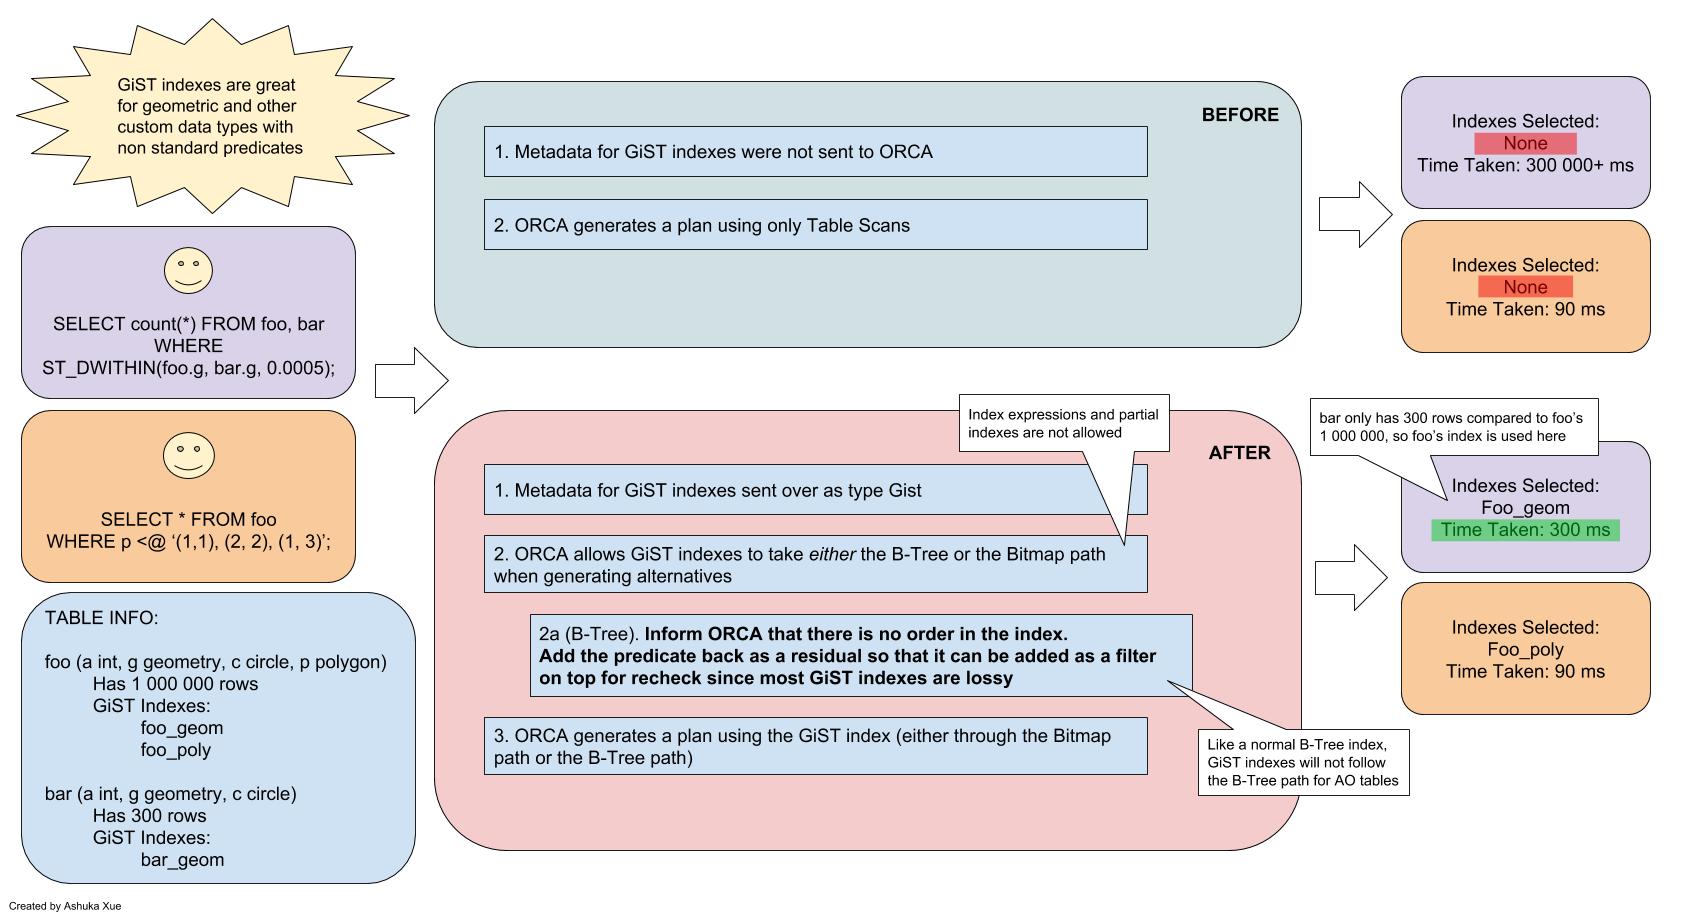 GiST indexes are great
for geometric and other
custom data types with
non standard predicates
SELECT count(*) FROM foo, bar
WHERE
ST_DWITHIN(foo.g, bar.g, 0.0005);
SELECT * FROM foo
WHERE p <@ ‘(1,1), (2, 2), (1, 3)’;
TABLE INFO:
foo (a int, g geometry, c circle, p polygon)
Has 1 000 000 rows
GiST Indexes:
foo_geom
foo_poly
bar (a int, g geometry, c circle)
Has 300 rows
GiST Indexes:
bar_geom
BEFORE
1. Metadata for GiST indexes were not sent to ORCA
2. ORCA generates a plan using only Table Scans
Indexes Selected:
None
Time Taken: 300 000+ ms
Indexes Selected:
None
Time Taken: 90 ms
Index expressions and partial
indexes are not allowed
AFTER
1. Metadata for GiST indexes sent over as type Gist
2. ORCA allows GiST indexes to take either the B-Tree or the Bitmap path
when generating alternatives
2a (B-Tree). Inform ORCA that there is no order in the index.
Add the predicate back as a residual so that it can be added as a filter
on top for recheck since most GiST indexes are lossy
3. ORCA generates a plan using the GiST index (either through the Bitmap
path or the B-Tree path)
Like a normal B-Tree index,
GiST indexes will not follow
the B-Tree path for AO tables
bar only has 300 rows compared to foo’s
1 000 000, so foo’s index is used here
Indexes Selected:
Foo_geom
Time Taken: 300 ms
Indexes Selected:
Foo_poly
Time Taken: 90 ms
Created by Ashuka Xue